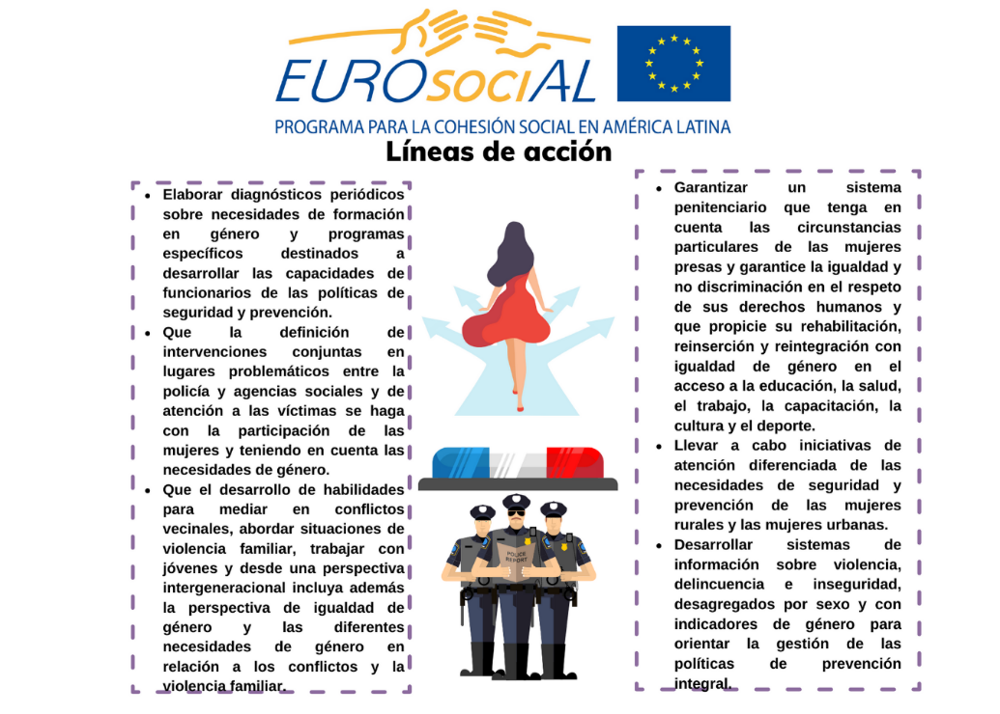 EUROsociAL
PROGRAMA PARA LA COHESIÓN SOCIAL EN AMÉRICA LATINA
Líneas de acción
• Elaborar diagnósticos periódicos
sobre necesidades de formación
en género y programas
específicos destinados a
desarrollar las capacidades de
funcionarios de las políticas de
seguridad y prevención.
• Que la definición de
intervenciones conjuntas en
lugares problemáticos entre la
policía y agencias sociales y de
atención a las víctimas se haga
con la participación de las
mujeres y teniendo en cuenta las
necesidades de género.
• Que el desarrollo de habilidades
para mediar en conflictos
vecinales, abordar situaciones de
violencia familiar, trabajar con
jóvenes y desde una perspectiva
intergeneracional incluya además
la perspectiva de igualdad de
género y las diferentes
necesidades de género en
relación a los conflictos y la
violencia familiar.
POLICE
REPORT
• Garantizar un sistema
penitenciario que tenga en
cuenta las circunstancias
particulares de las mujeres
presas y garantice la igualdad y
no discriminación en el respeto
de sus derechos humanos y
que propicie su rehabilitación,
reinserción y reintegración con
igualdad de género en el
acceso a la educación, la salud,
el trabajo, la capacitación, la
cultura y el deporte.
• Llevar a cabo iniciativas de
atención diferenciada de las
necesidades de seguridad y
prevención de las mujeres
rurales y las mujeres urbanas.
• Desarrollar sistemas de
información sobre violencia,
delincuencia e inseguridad,
desagregados por sexo y con
indicadores de género para
orientar la gestión de las
políticas de prevención
integral.